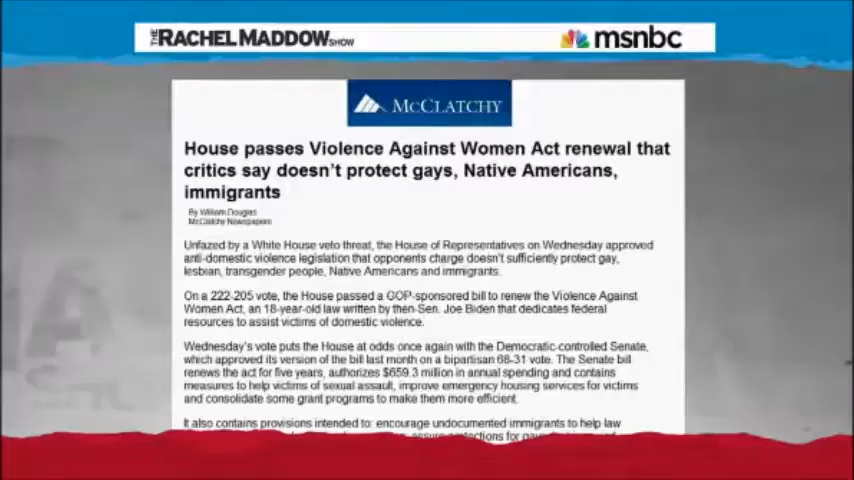 THE RACHEL MADDOW SHOW
msnbc
McCLATCHY
House passes Violence Against Women Act renewal that
critics say doesn't protect gays, Native Americans,
immigrants
By William Douglas
McClatchy Newspapers
Unfazed by a White House veto threat, the House of Representatives on Wednesday approved
anti-domestic violence legislation that opponents charge doesn't sufficiently protect gay,
lesbian, transgender people, Native Americans and immigrants.
On a 222-205 vote, the House passed a GOP-sponsored bill to renew the Violence Against
Women Act, an 18-year-old law written by then-Sen. Joe Biden that dedicates federal
resources to assist victims of domestic violence.
Wednesday's vote puts the House at odds once again with the Democratic-controlled Senate,
which approved its version of the bill last month on a bipartisan 68-31 vote. The Senate bill
renews the act for five years, authorizes $659.3 million in annual spending and contains
measures to help victims of sexual assault, improve emergency housing services for victims
and consolidate some grant programs to make them more efficient.
It also contains provisions intended to: encourage undocumented immigrants to help law
assure protections for